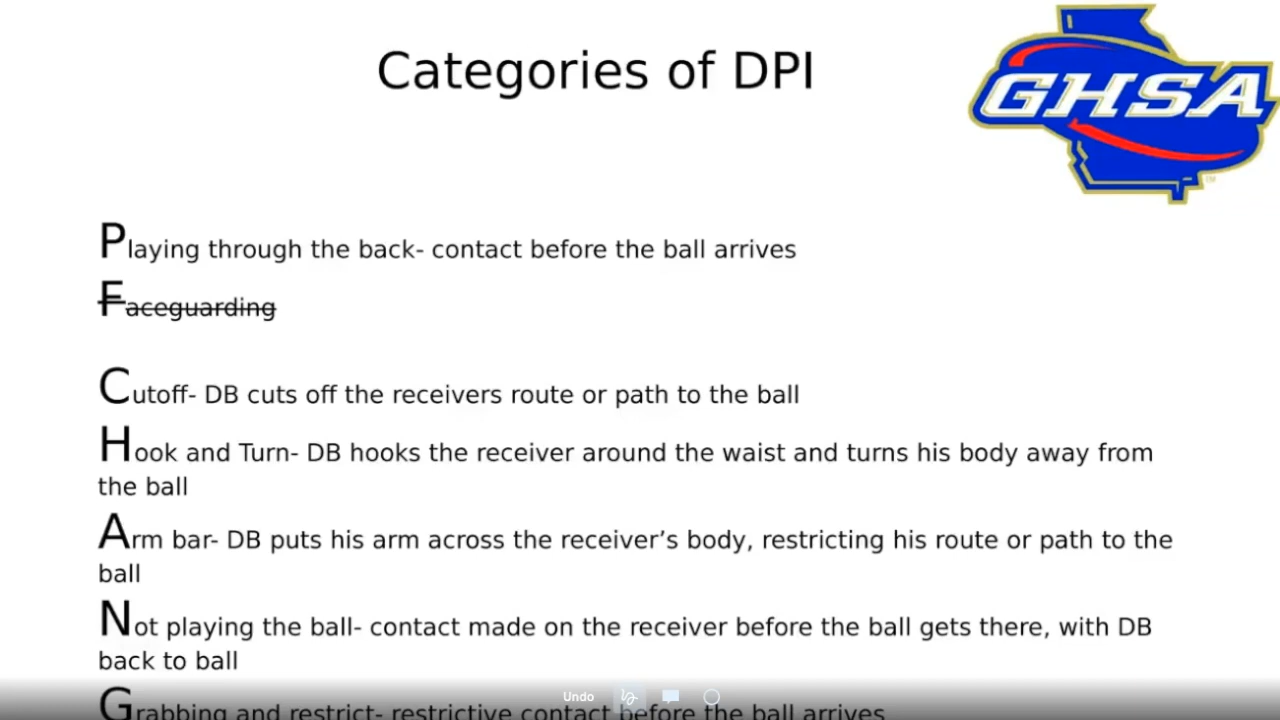 Categories of DPI
GHSA
TM
Playing through the back- contact before the ball arrives
Faceguarding
Cutoff- DB cuts off the receivers route or path to the ball
Hook and Turn- DB hooks the receiver around the waist and turns his body away from
the ball
Arm bar- DB puts his arm across the receiver’s body, restricting his route or path to the
ball
Not playing the ball- contact made on the receiver before the ball gets there, with DB
back to ball
Grabbing and restrict- restrictive contact before the ball arrives
Undo